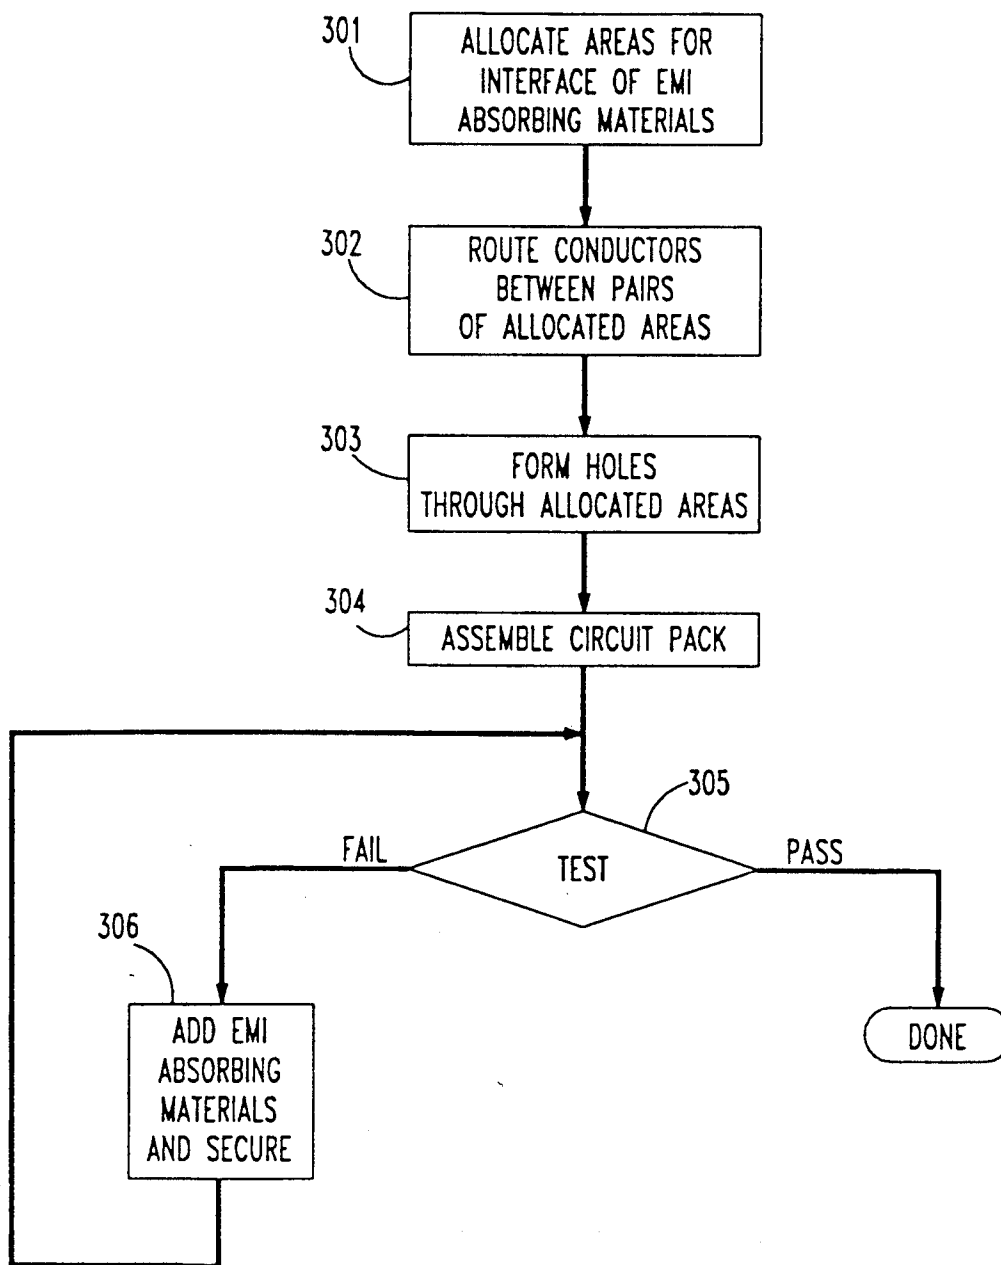 301
ALLOCATE AREAS FOR
INTERFACE OF EMI
ABSORBING MATERIALS
302
ROUTE CONDUCTORS
BETWEEN PAIRS
OF ALLOCATED AREAS
303
FORM HOLES
THROUGH ALLOCATED AREAS
304
ASSEMBLE CIRCUIT PACK
305
FAIL
TEST
PASS
306
ADD EMI
ABSORBING
MATERIALS
AND SECURE
DONE